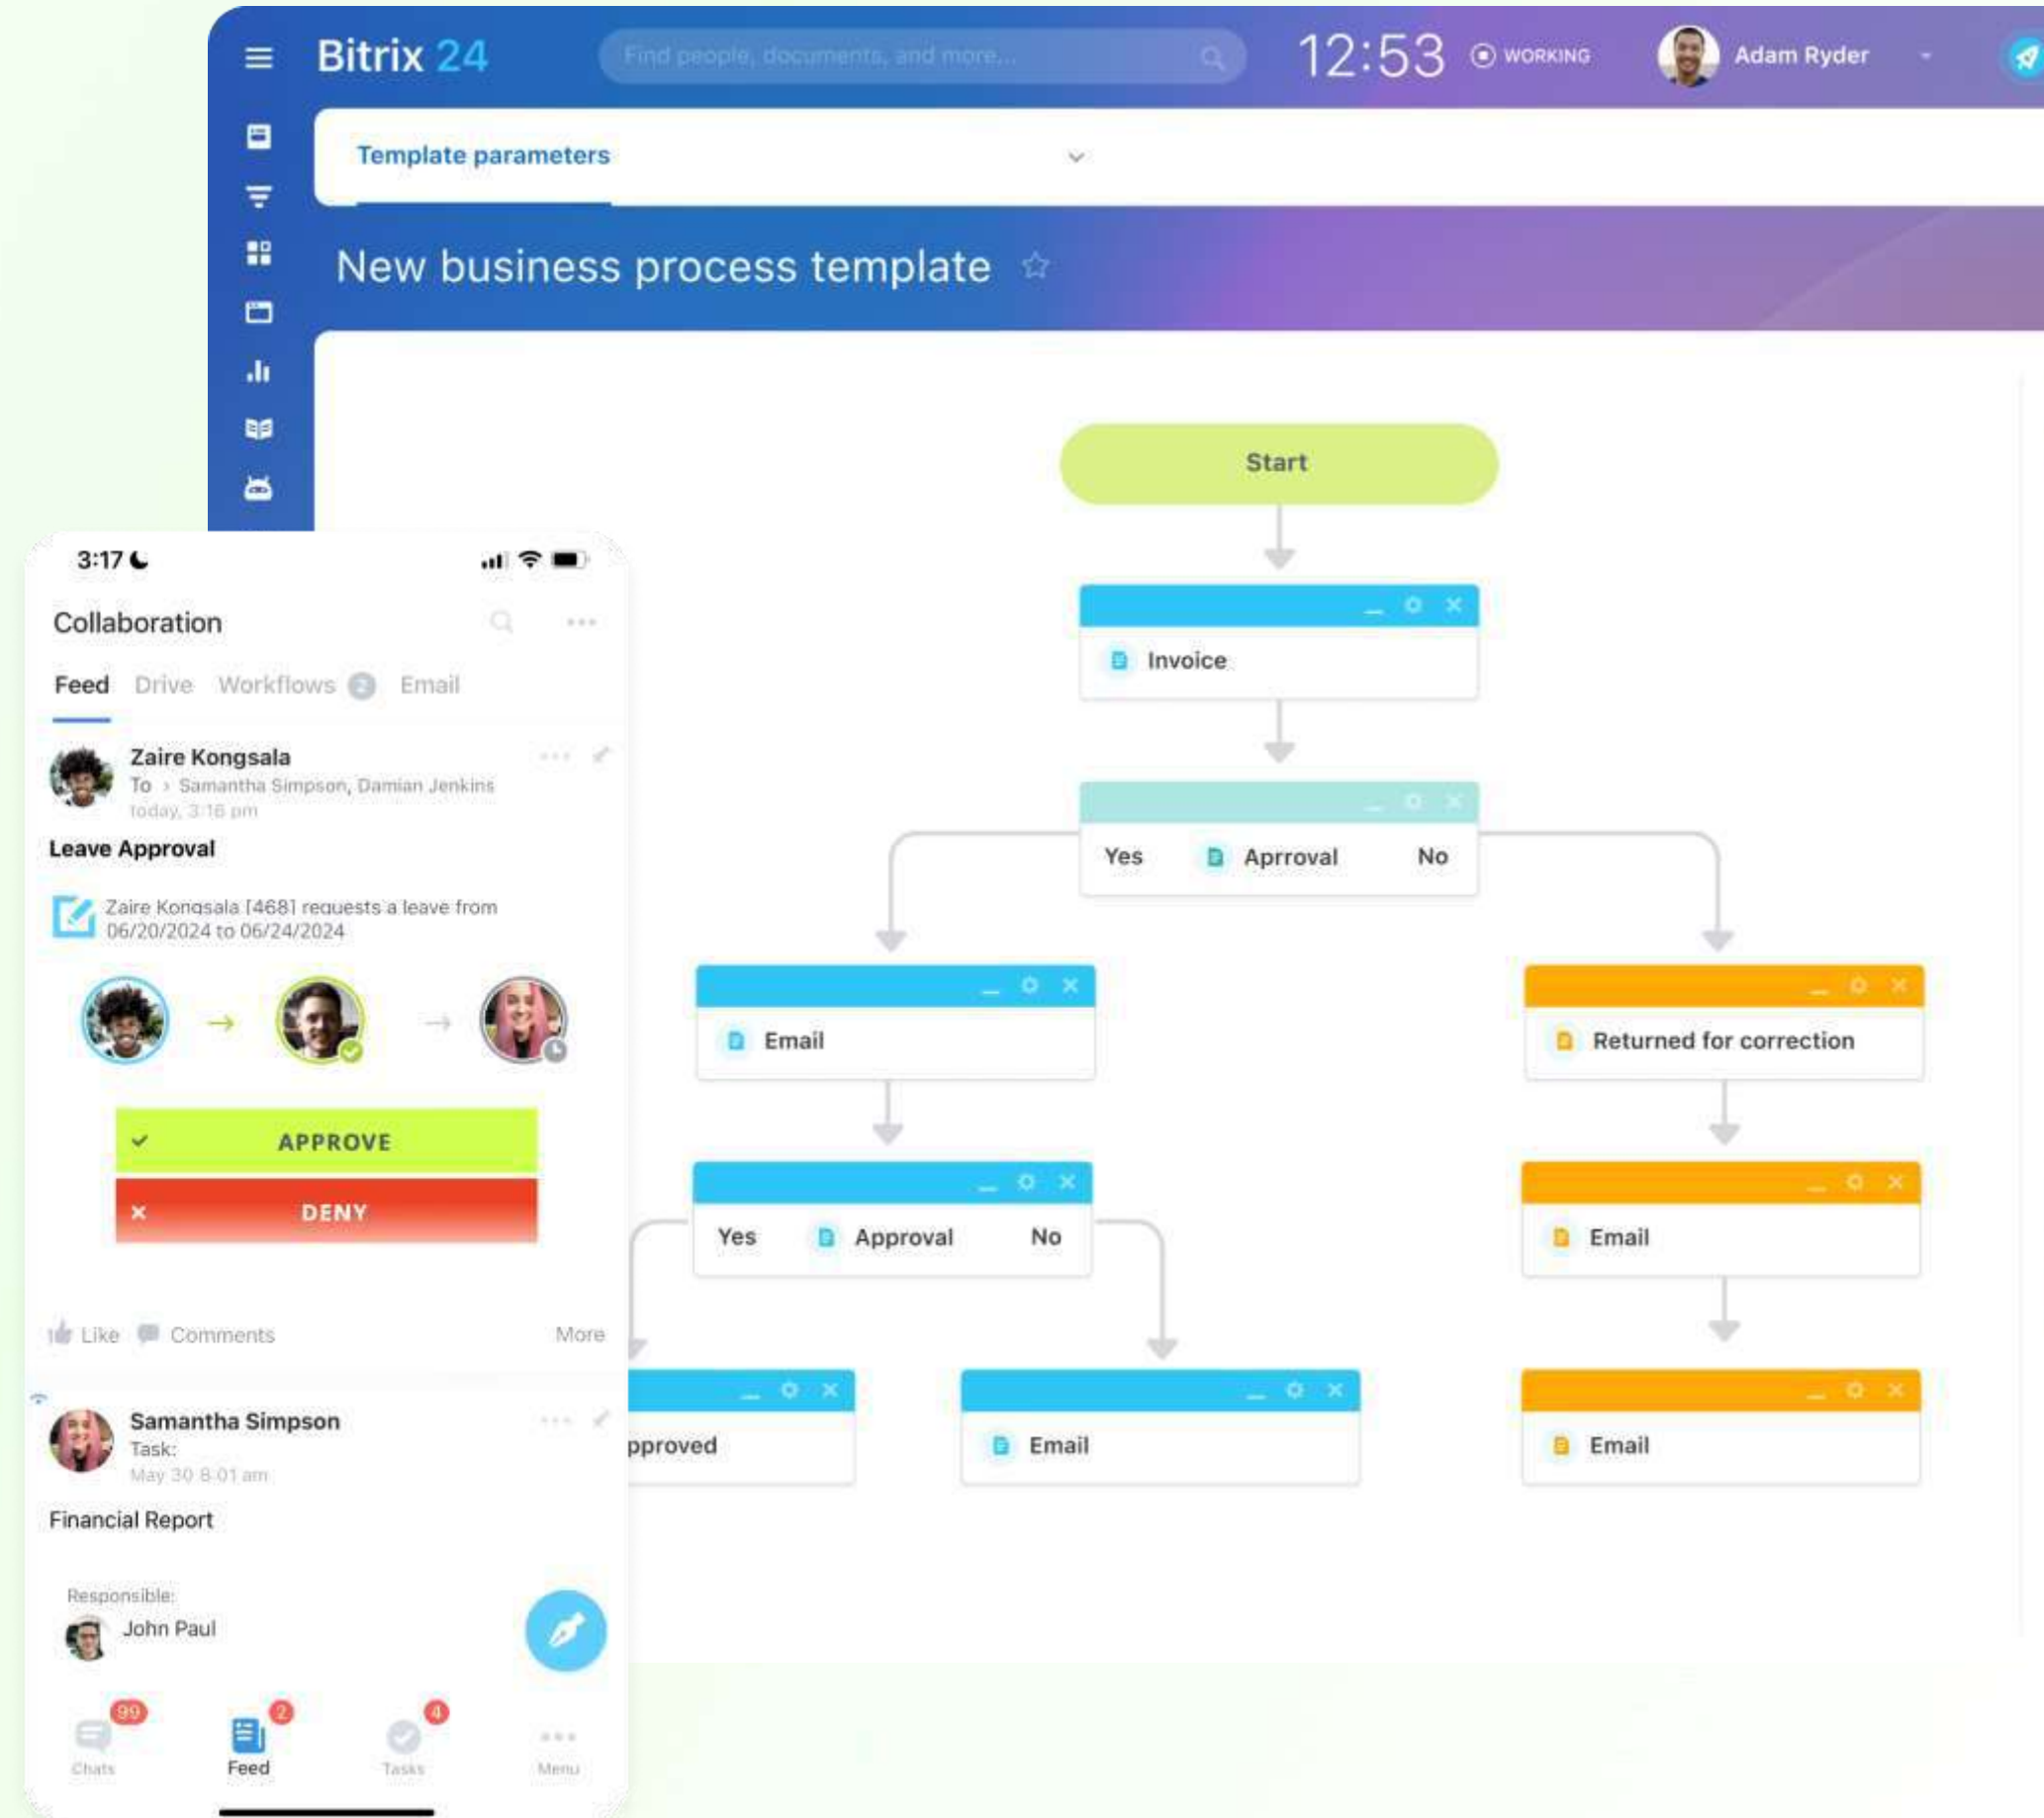 Bitrix 24
Find people, documents, and more...
12:53
WORKING
Adam Ryder
Template parameters
New business process template
Start
Invoice
Yes
Aprroval
No
Email
Returned for correction
Yes
Approval
No
Email
pproved
Email
Email
3:17
Collaboration
Feed Drive Workflows 2 Email
Zaire Kongsala
To > Samantha Simpson, Damian Jenkins
today, 3:16 pm
Leave Approval
Zaire Kongsala [468] requests a leave from
06/20/2024 to 06/24/2024
APPROVE
DENY
Like Comments More
Samantha Simpson
Task:
May 30 8:01 am
Financial Report
Responsible:
John Paul
99 2 4
Chats Feed Tasks Menu